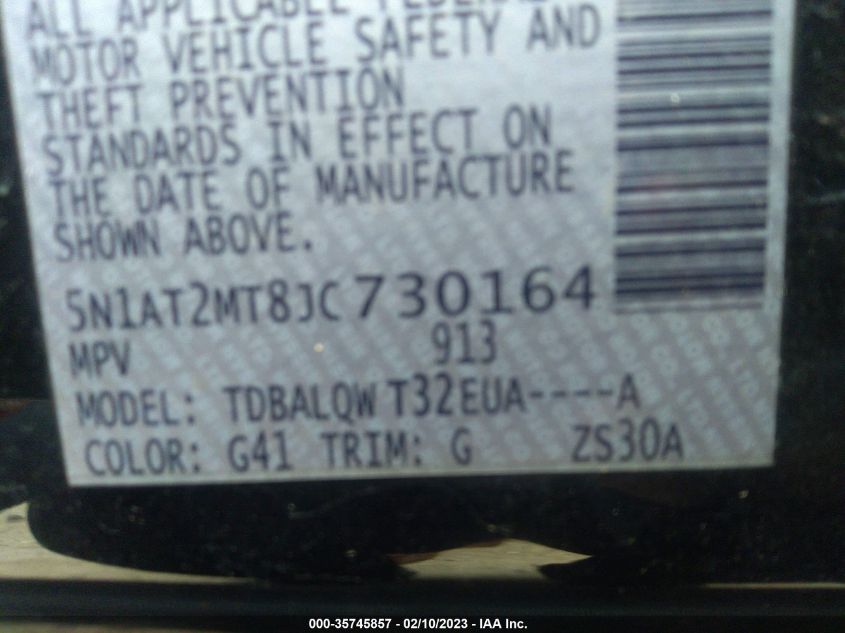 ALL APPLICABLE FEDERAL
MOTOR VEHICLE SAFETY AND
THEFT PREVENTION
STANDARDS IN EFFECT ON
THE DATE OF MANUFACTURE
SHOWN ABOVE.
5N1AT2MT8JC730164
MPV 913
MODEL: TDBALQW T32EUA----A
COLOR: G41 TRIM: G ZS30A
000-35745857 - 02/10/2023 - IAA Inc.